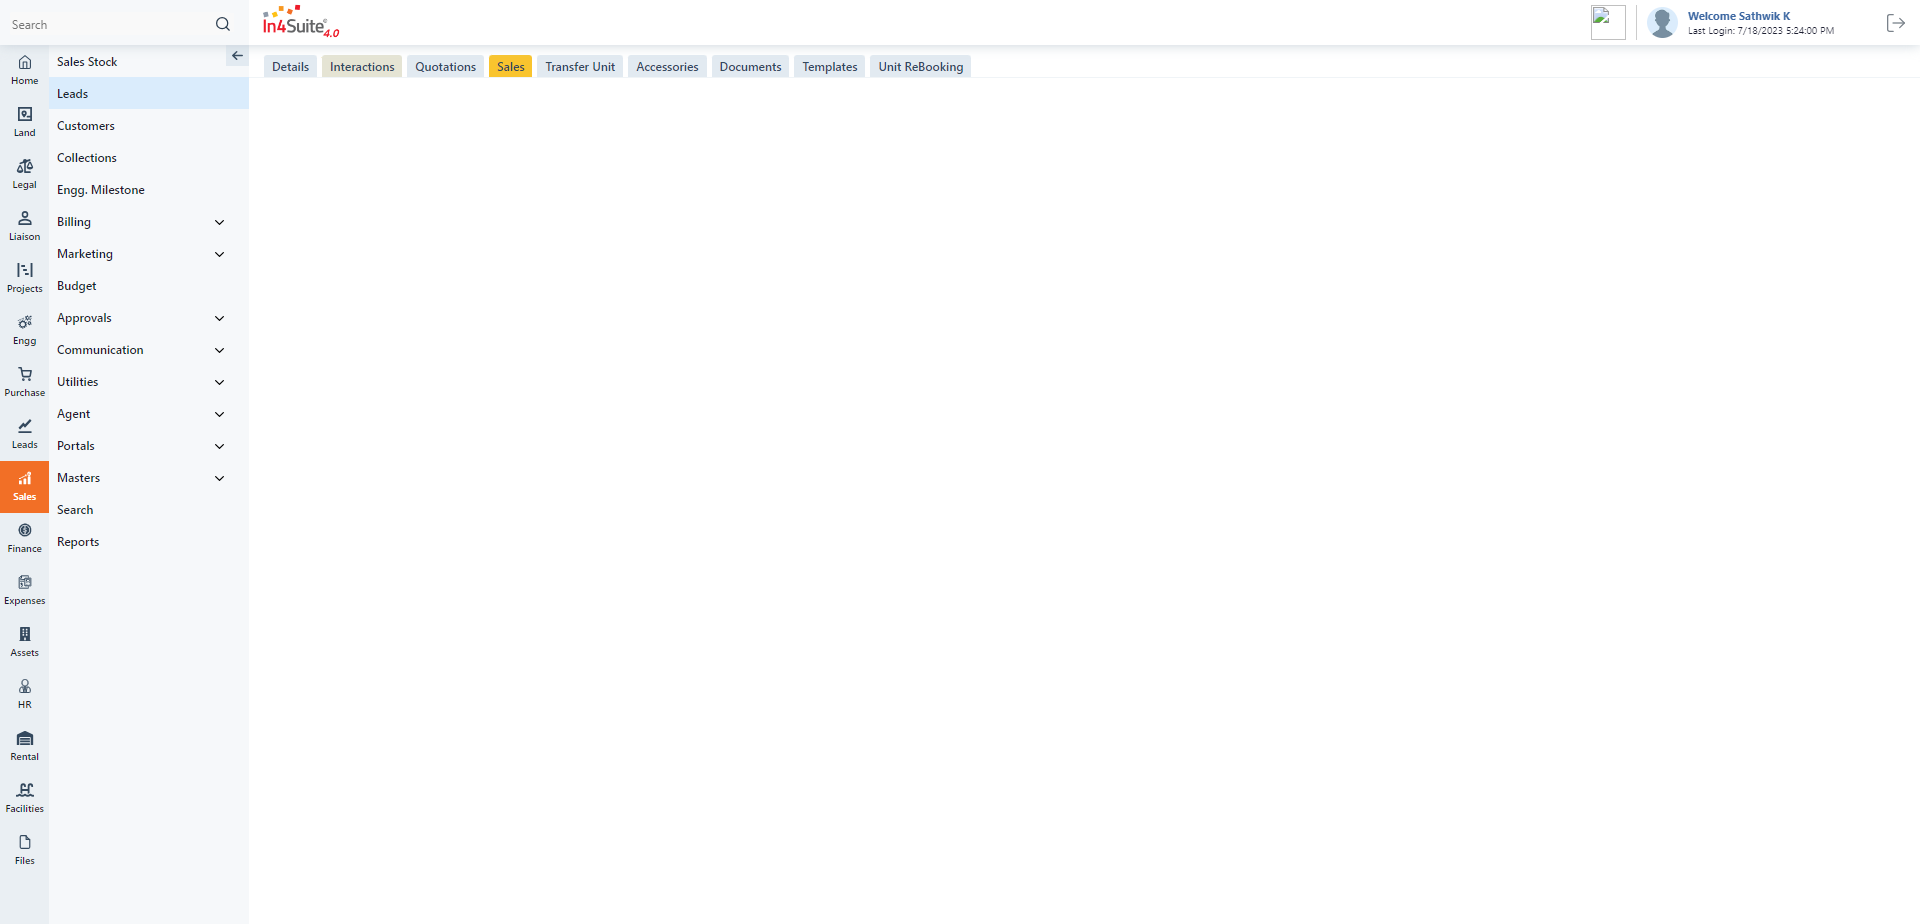 Search
In4Suite® 4.0
Welcome Sathwik K
Last Login: 7/18/2023 5:24:00 PM
Home
Land
Legal
Liaison
Projects
Engg
Purchase
Leads
Sales
Finance
Expenses
Assets
HR
Rental
Facilities
Files
Sales Stock
Leads
Customers
Collections
Engg. Milestone
Billing
Marketing
Budget
Approvals
Communication
Utilities
Agent
Portals
Masters
Search
Reports
Details Interactions Quotations Sales Transfer Unit Accessories Documents Templates Unit ReBooking